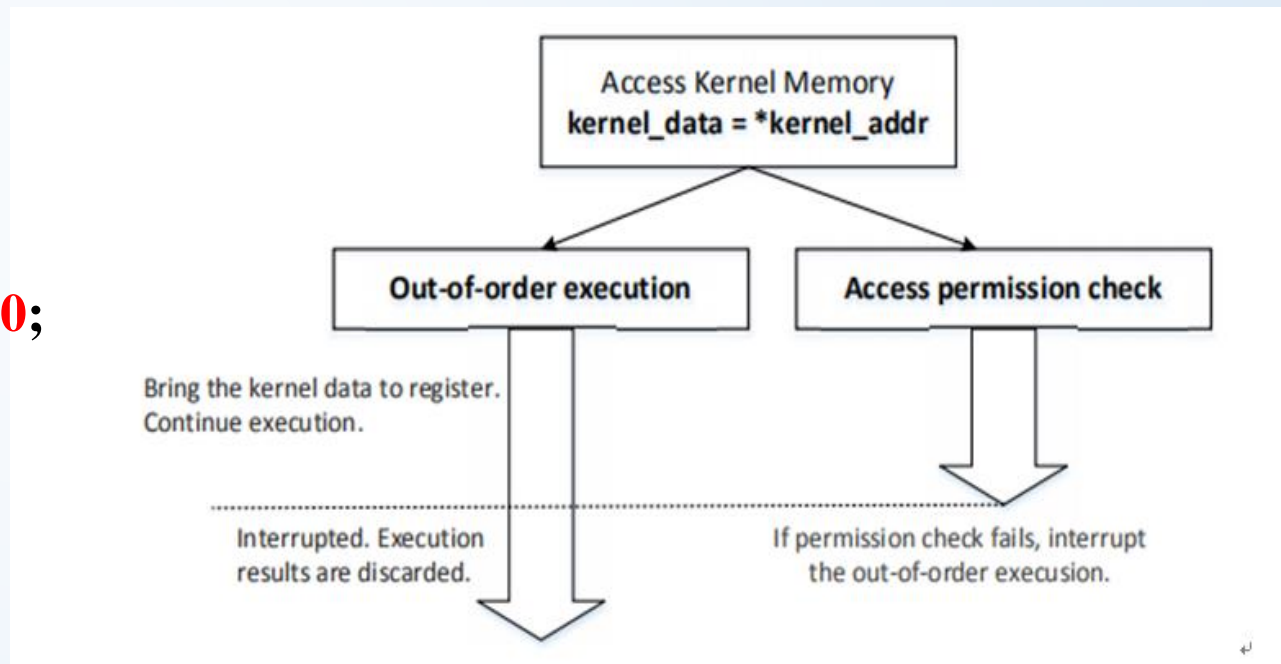 Access Kernel Memory
kernel_data = *kernel_addr
Out-of-order execution
Access permission check
0;
Bring the kernel data to register.
Continue execution.
Interrupted. Execution
results are discarded.
If permission check fails, interrupt
the out-of-order execusion.